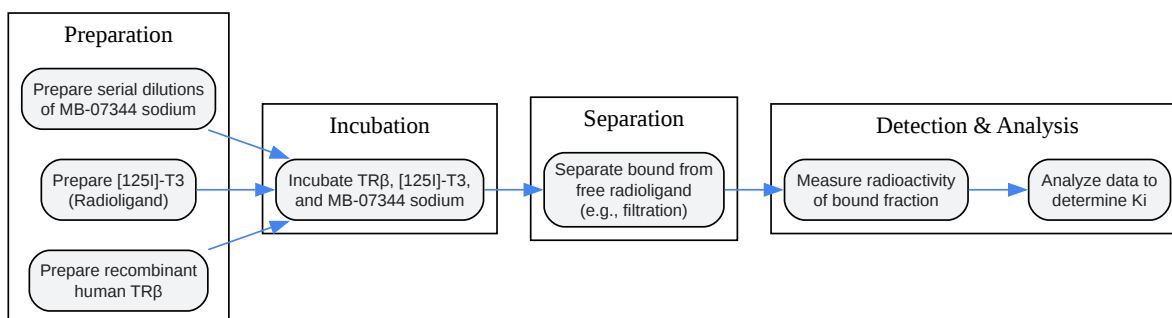 Preparation
Prepare serial dilutions
of MB-07344 sodium
Prepare [125I]-T3
(Radioligand)
Prepare recombinant
human TRβ
Incubation
Incubate TRβ, [125I]-T3,
and MB-07344 sodium
Separation
Separate bound from
free radioligand
(e.g., filtration)
Detection & Analysis
Measure radioactivity
of bound fraction
Analyze data to
determine Ki